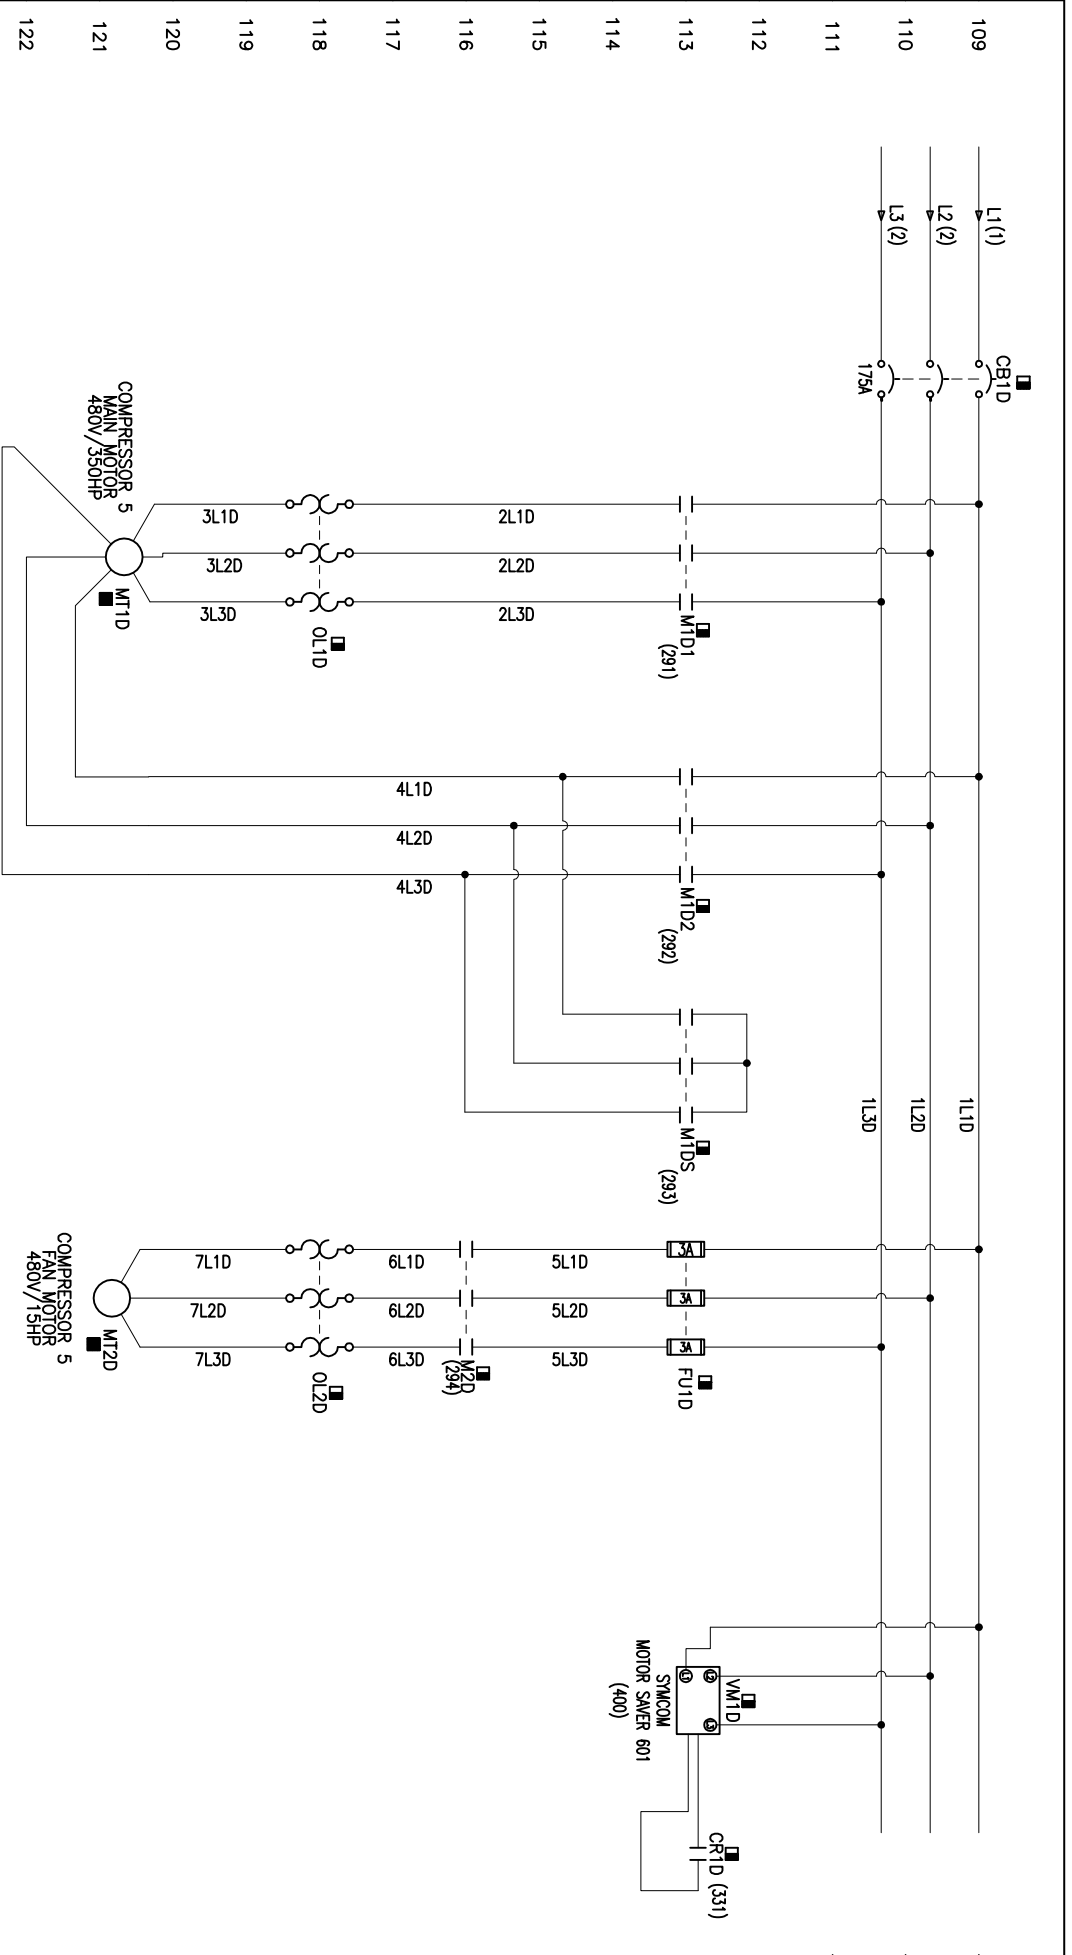 109
110
111
112
113
114
115
116
117
118
119
120
121
122
L1(1)
L2(2)
L3(2)
CB1D
175A
1L1D
1L2D
1L3D
M1D1
(291)
2L1D
2L2D
2L3D
OL1D
3L1D
3L2D
3L3D
MT1D
COMPRESSOR 5
MAIN MOTOR
480V/350HP
M1D2
(292)
4L1D
4L2D
4L3D
M1DS
(293)
3A
3A
3A
FU1D
5L1D
5L2D
5L3D
M2D
(294)
6L1D
6L2D
6L3D
OL2D
7L1D
7L2D
7L3D
MT2D
COMPRESSOR 5
FAN MOTOR
480V/15HP
VM1D
L1
L2
L3
SYMCOM
MOTOR SAVER 601
(400)
CR1D (331)